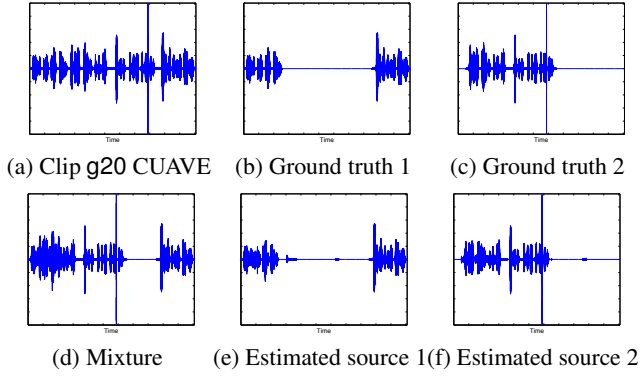 Time
Time
Time
(a) Clip g20 CUAVE
(b) Ground truth 1
(c) Ground truth 2
Time
Time
Time
(d) Mixture
(e) Estimated source 1
(f) Estimated source 2